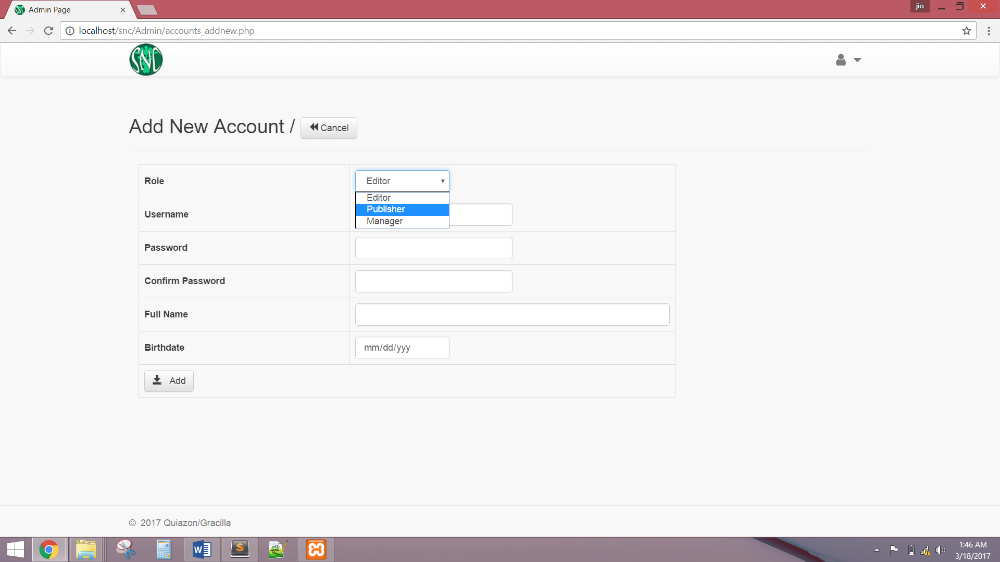 Admin Page
jio
localhost/snc/Admin/accounts_addnew.php
SNC
Add New Account /
Cancel
Role
Editor
Editor
Publisher
Manager
Username
Password
Confirm Password
Full Name
Birthdate
mm/dd/yyy
Add
© 2017 Quiazon/Gracilla
1:46 AM
3/18/2017